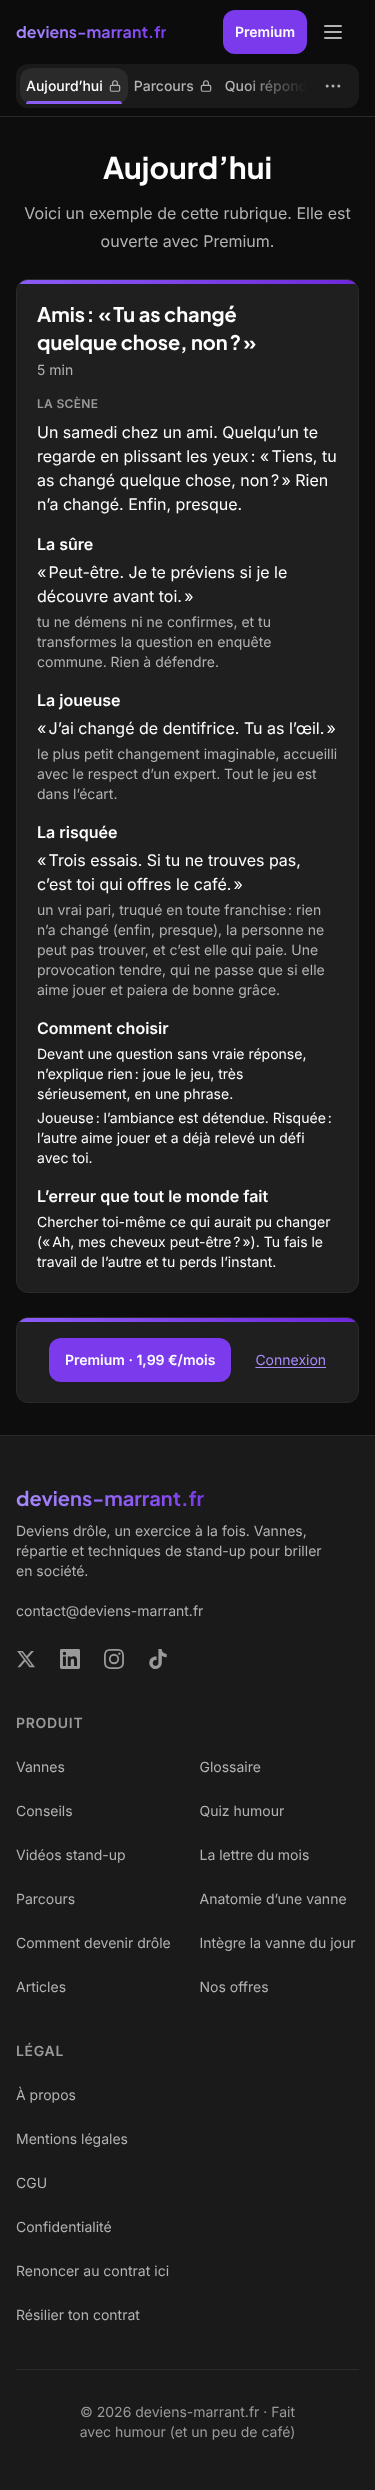 deviens-marrant.fr
Premium
Aujourd’hui
Parcours
Quoi répond
Aujourd’hui
Voici un exemple de cette rubrique. Elle est
ouverte avec Premium.
Amis : « Tu as changé
quelque chose, non ? »
5 min
LA SCÈNE
Un samedi chez un ami. Quelqu’un te
regarde en plissant les yeux : « Tiens, tu
as changé quelque chose, non ? » Rien
n’a changé. Enfin, presque.
La sûre
« Peut-être. Je te préviens si je le
découvre avant toi. »
tu ne démens ni ne confirmes, et tu
transformes la question en enquête
commune. Rien à défendre.
La joueuse
« J’ai changé de dentifrice. Tu as l’œil. »
le plus petit changement imaginable, accueilli
avec le respect d’un expert. Tout le jeu est
dans l’écart.
La risquée
« Trois essais. Si tu ne trouves pas,
c’est toi qui offres le café. »
un vrai pari, truqué en toute franchise : rien
n’a changé (enfin, presque), la personne ne
peut pas trouver, et c’est elle qui paie. Une
provocation tendre, qui ne passe que si elle
aime jouer et paiera de bonne grâce.
Comment choisir
Devant une question sans vraie réponse,
n’explique rien : joue le jeu, très
sérieusement, en une phrase.
Joueuse : l’ambiance est détendue. Risquée :
l’autre aime jouer et a déjà relevé un défi
avec toi.
L’erreur que tout le monde fait
Chercher toi-même ce qui aurait pu changer
(« Ah, mes cheveux peut-être ? »). Tu fais le
travail de l’autre et tu perds l’instant.
Premium · 1,99 €/mois
Connexion
deviens-marrant.fr
Deviens drôle, un exercice à la fois. Vannes,
répartie et techniques de stand-up pour briller
en société.
contact@deviens-marrant.fr
PRODUIT
Vannes
Glossaire
Conseils
Quiz humour
Vidéos stand-up
La lettre du mois
Parcours
Anatomie d’une vanne
Comment devenir drôle
Intègre la vanne du jour
Articles
Nos offres
LÉGAL
À propos
Mentions légales
CGU
Confidentialité
Renoncer au contrat ici
Résilier ton contrat
© 2026 deviens-marrant.fr · Fait
avec humour (et un peu de café)